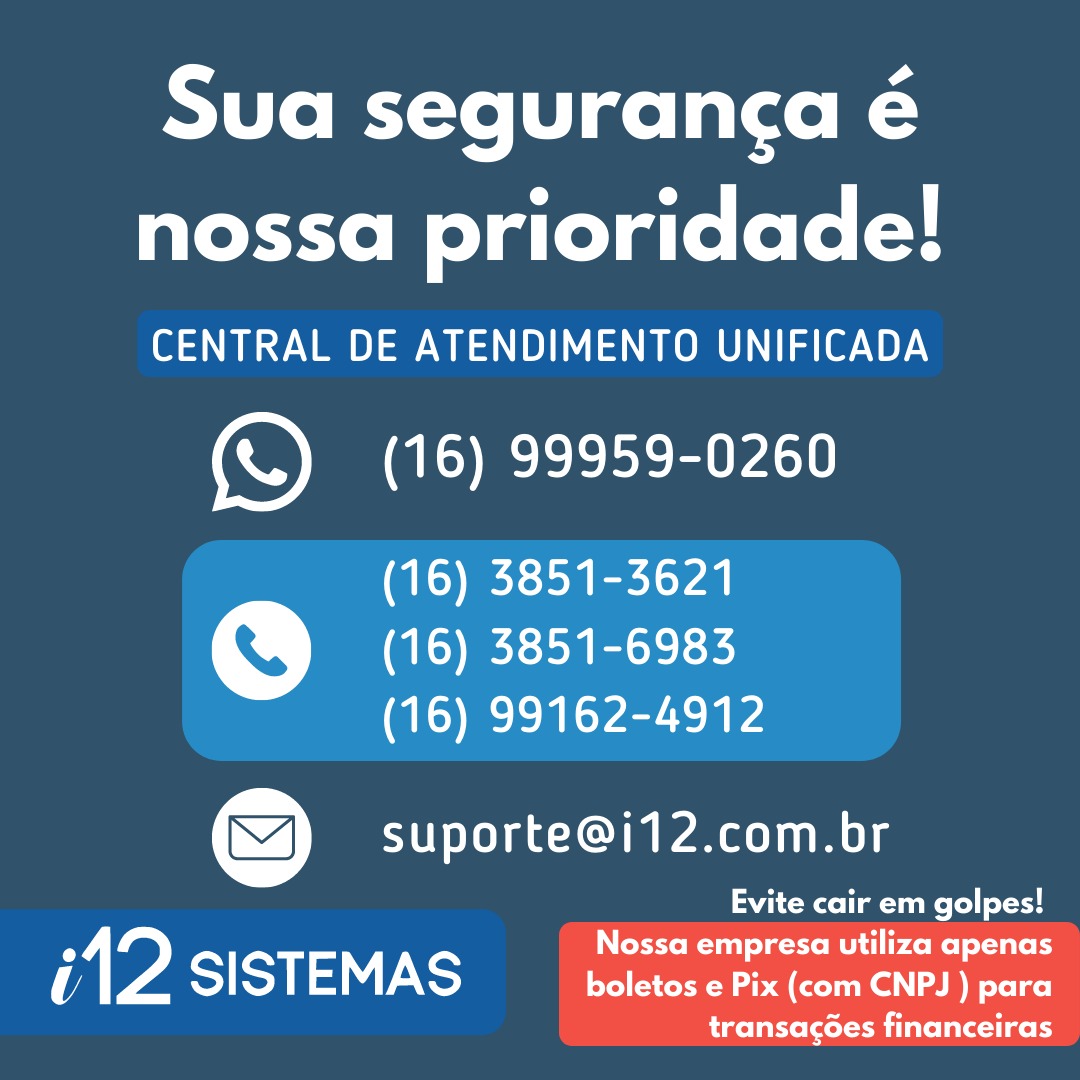 Sua segurança é
nossa prioridade!
CENTRAL DE ATENDIMENTO UNIFICADA
(16) 99959-0260
(16) 3851-3621
(16) 3851-6983
(16) 99162-4912
suporte@i12.com.br
i12 SISTEMAS
Evite cair em golpes!
Nossa empresa utiliza apenas
boletos e Pix (com CNPJ ) para
transações financeiras